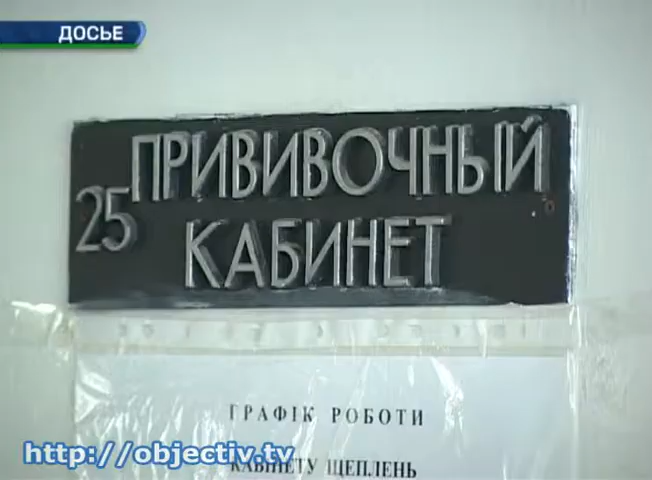 ДОСЬЕ
ПРИВИВОЧНЫЙ
25
КАБИНЕТ
ГРАФІК РОБОТИ
http://objectiv.tv
КАБІНЕТУ ЩЕПЛЕНЬ